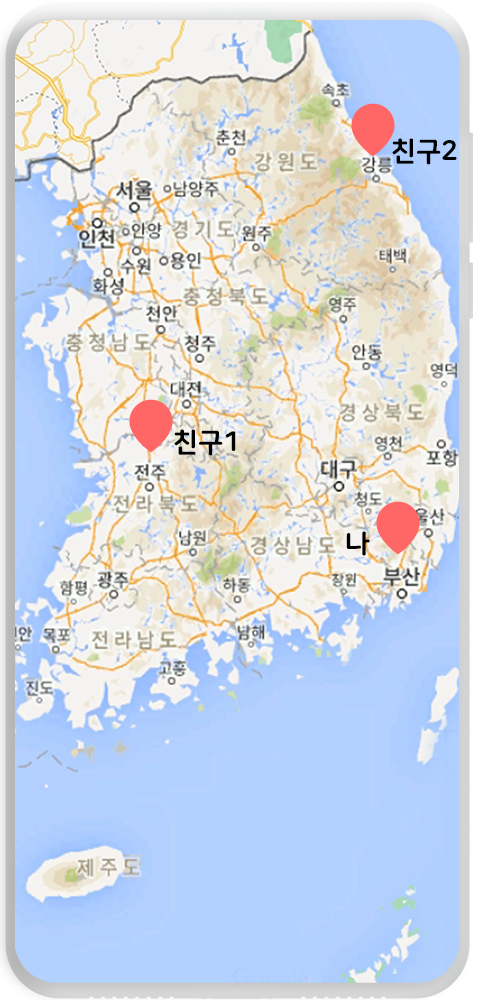 속초
친구2
강릉
춘천
강원도
서울
남양주
인천
안양
경기도
원주
수원
용인
태백
화성
충청북도
천안
영주
충청남도
청주
안동
영덕
대전
경상북도
친구1
영천
포항
전주
대구
청도
전라북도
울산
나
남원
경상남도
광주
함평
하동
창원
부산
목포
전라남도
남해
고흥
진도
제주도